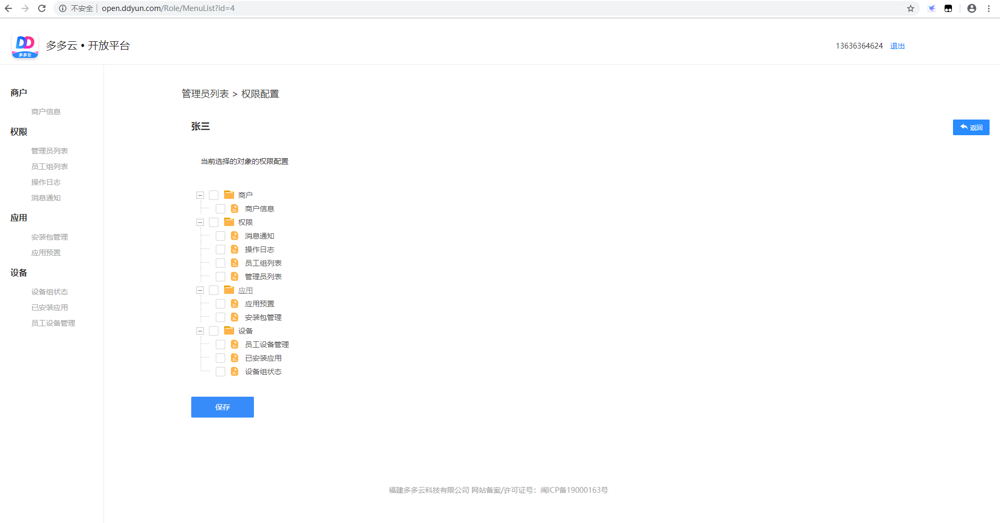 不安全 open.ddyun.com/Role/MenuList?id=4
DD
多多云
多多云 • 开放平台
13636364624 退出
商户
商户信息
权限
管理员列表
员工组列表
操作日志
消息通知
应用
安装包管理
应用预置
设备
设备组状态
已安装应用
员工设备管理
管理员列表 > 权限配置
张三
返回
当前选择的对象的权限配置
商户
商户信息
权限
消息通知
操作日志
员工组列表
管理员列表
应用
应用预置
安装包管理
设备
员工设备管理
已安装应用
设备组状态
保存
福建多多云科技有限公司 网站备案/许可证号：闽ICP备19000163号